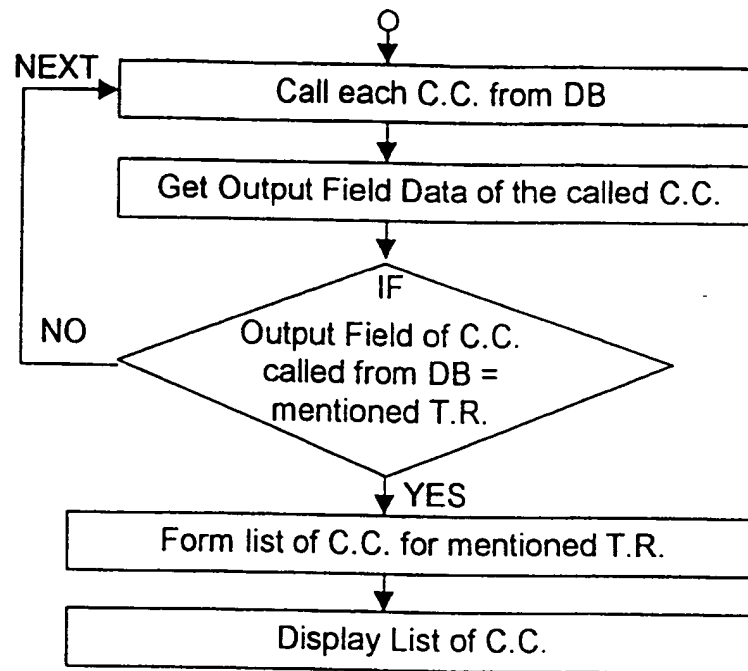 NEXT
Call each C.C. from DB
Get Output Field Data of the called C.C.
IF
NO
Output Field of C.C.
called from DB =
mentioned T.R.
YES
Form list of C.C. for mentioned T.R.
Display List of C.C.